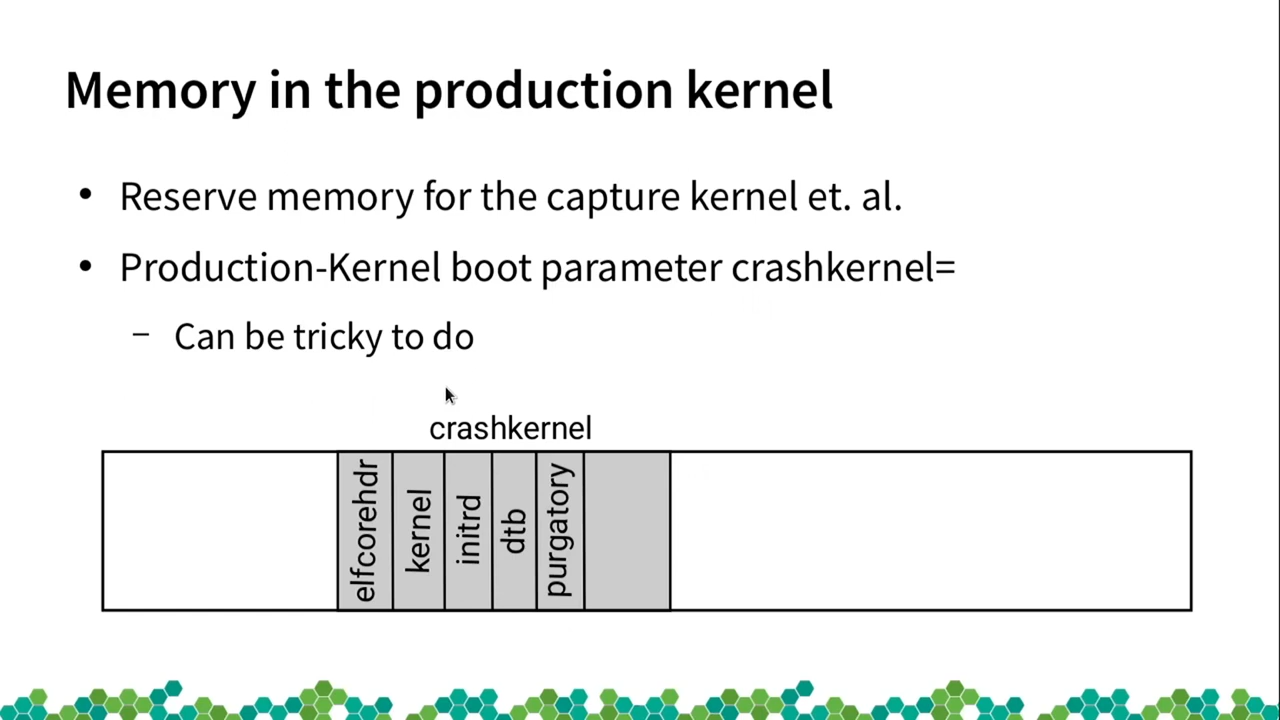 Memory in the production kernel
• Reserve memory for the capture kernel et. al.
• Production-Kernel boot parameter crashkernel=
– Can be tricky to do
crashkernel
elfcorehdr
kernel
initrd
dtb
purgatory